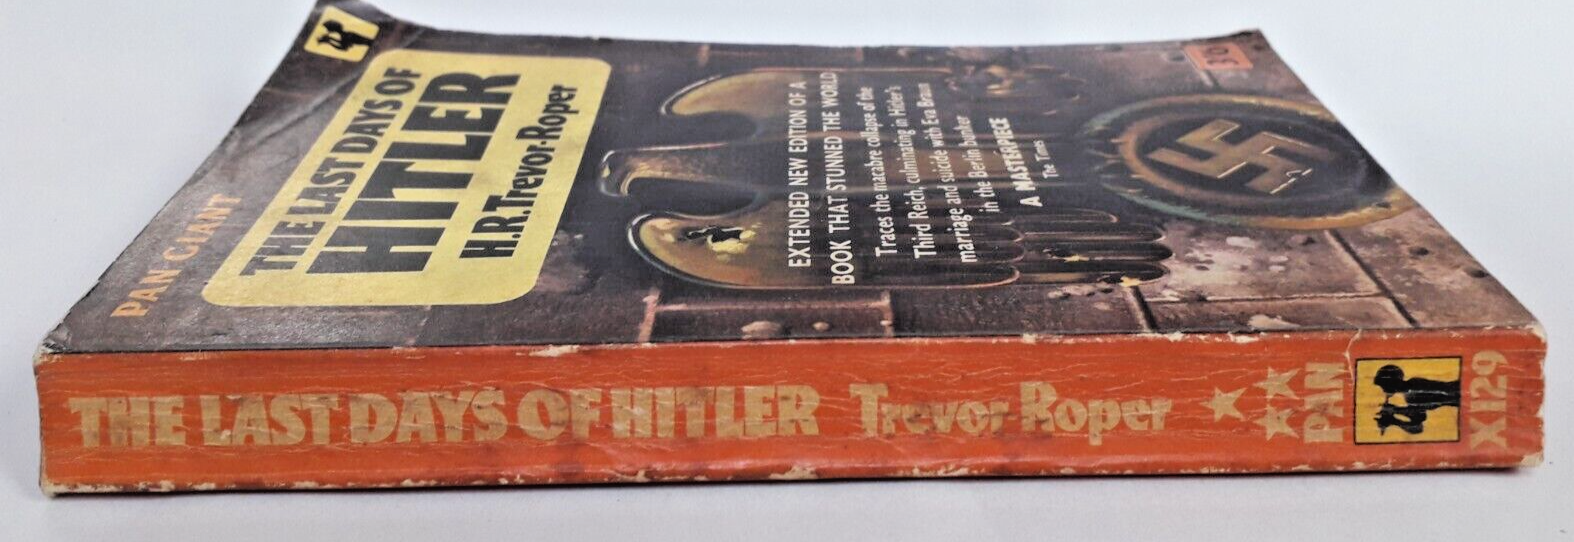 PAN GIANT
THE LAST DAYS OF
HITLER
H.R.Trevor-Roper
EXTENDED NEW EDITION OF A
BOOK THAT STUNNED THE WORLD
Traces the macabre collapse of the
Third Reich, culminating in Hitler's
marriage and suicide with Eva Braun
in the Berlin bunker
A MASTERPIECE
The Times
THE LAST DAYS OF HITLER Trevor-Roper PAN X129